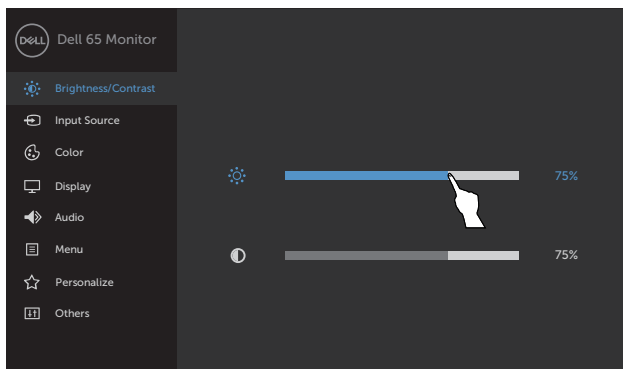 DELL
Dell 65 Monitor
Brightness/Contrast
Input Source
Color
Display
Audio
Menu
Personalize
Others
75%
75%